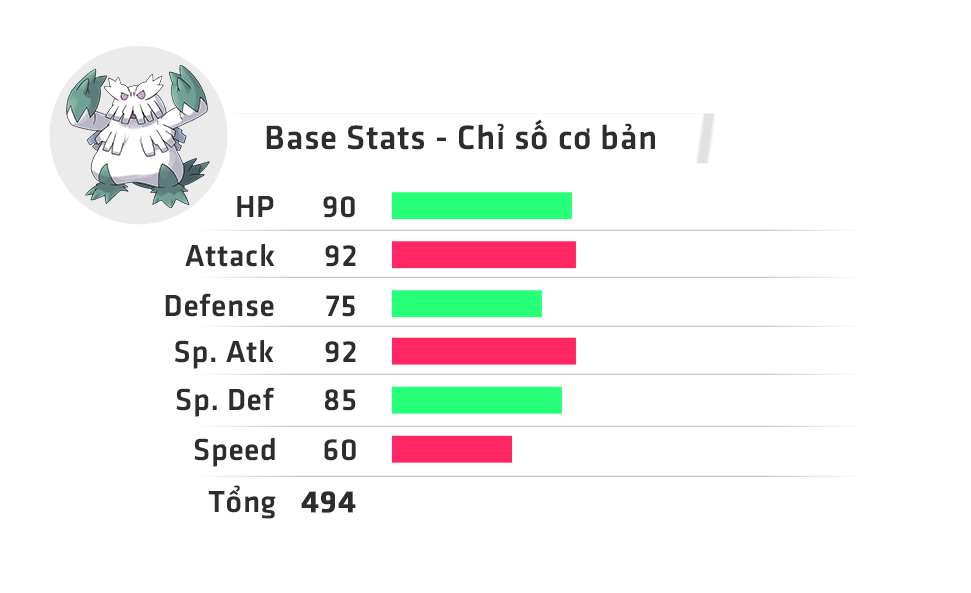 Base Stats - Chỉ số cơ bản
HP 90
Attack 92
Defense 75
Sp. Atk 92
Sp. Def 85
Speed 60
Tổng 494